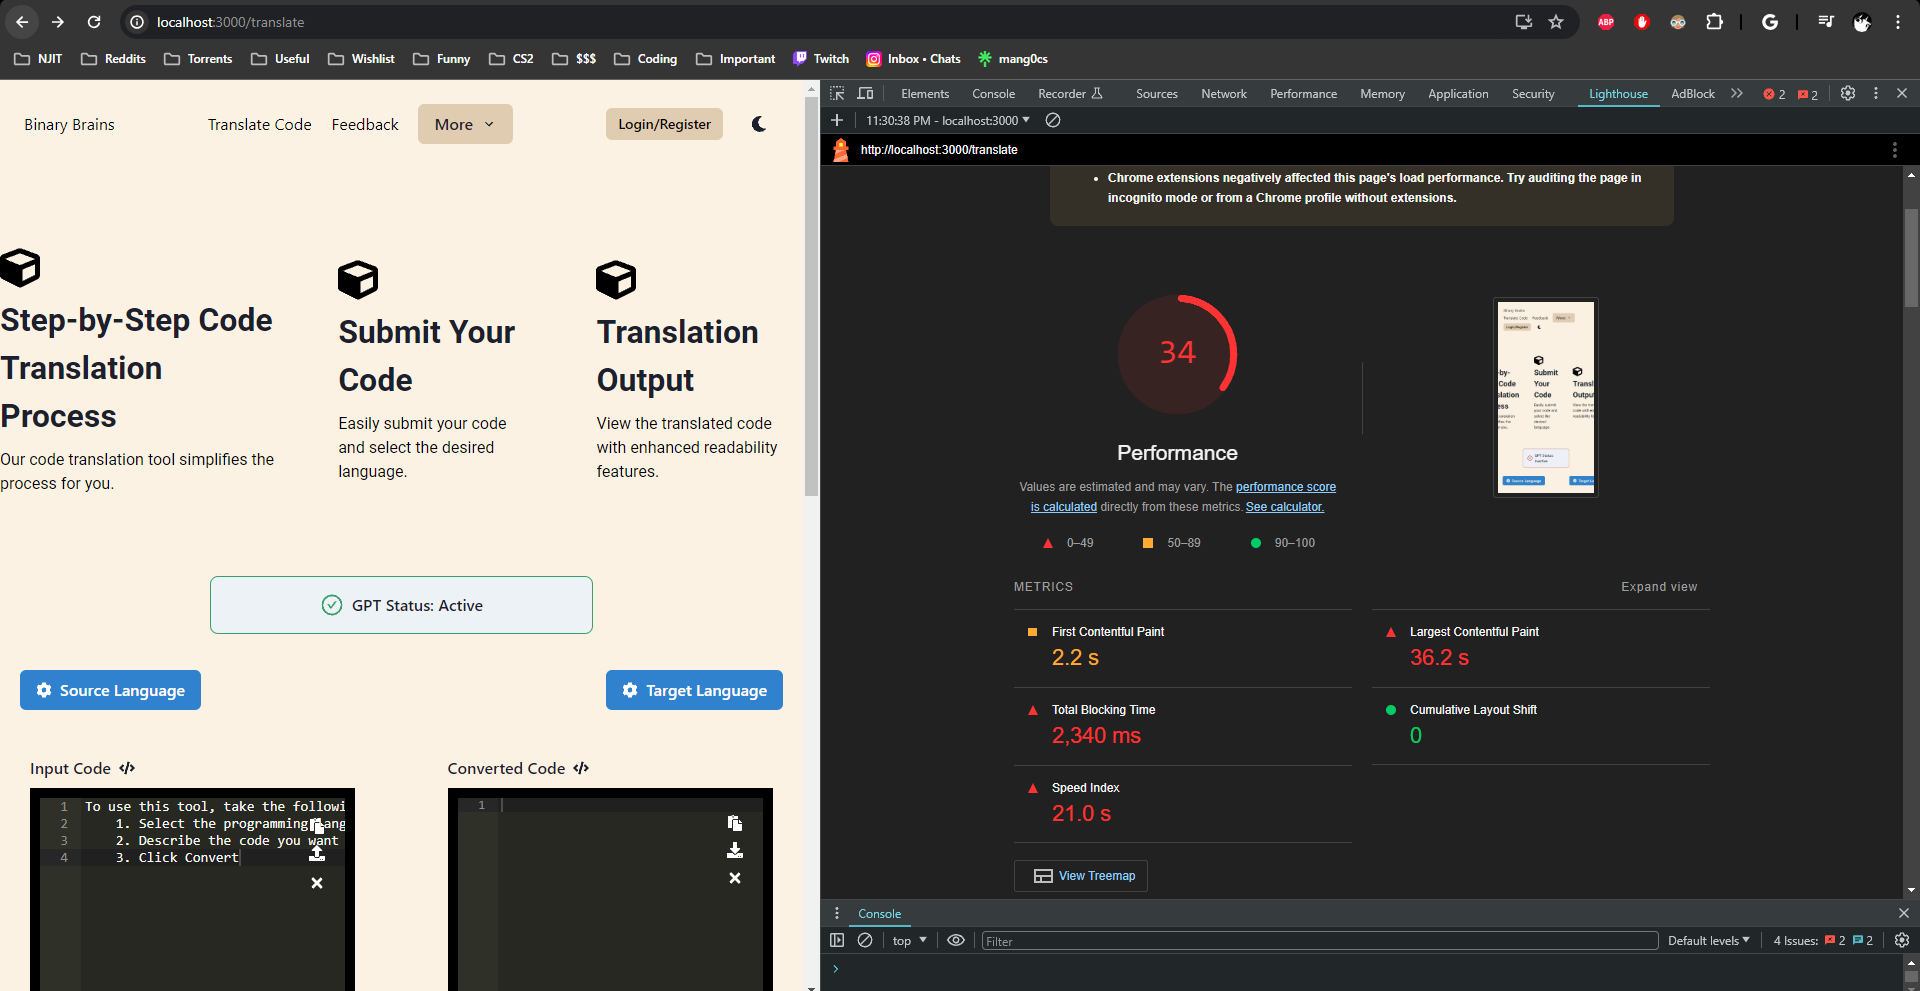 localhost:3000/translate
ABP
NJIT
Reddits
Torrents
Useful
Wishlist
Funny
CS2
$$$
Coding
Important
Twitch
Inbox • Chats
mang0cs
Binary Brains
Translate Code
Feedback
More
Login/Register
Step-by-Step Code
Translation
Process
Our code translation tool simplifies the
process for you.
Submit Your
Code
Easily submit your code
and select the desired
language.
Translation
Output
View the translated code
with enhanced readability
features.
GPT Status: Active
Source Language
Target Language
Input Code
1 To use this tool, take the followi
2 1. Select the programming lang
3 2. Describe the code you want
4 3. Click Convert
Converted Code
1
Elements
Console
Recorder
Sources
Network
Performance
Memory
Application
Security
Lighthouse
AdBlock
2
2
11:30:38 PM - localhost:3000
http://localhost:3000/translate
• Chrome extensions negatively affected this page's load performance. Try auditing the page in
incognito mode or from a Chrome profile without extensions.
34
Performance
Values are estimated and may vary. The performance score
is calculated directly from these metrics. See calculator.
0–49
50–89
90–100
METRICS
Expand view
First Contentful Paint
2.2 s
Largest Contentful Paint
36.2 s
Total Blocking Time
2,340 ms
Cumulative Layout Shift
0
Speed Index
21.0 s
View Treemap
Console
top
Filter
Default levels
4 Issues:
2
2